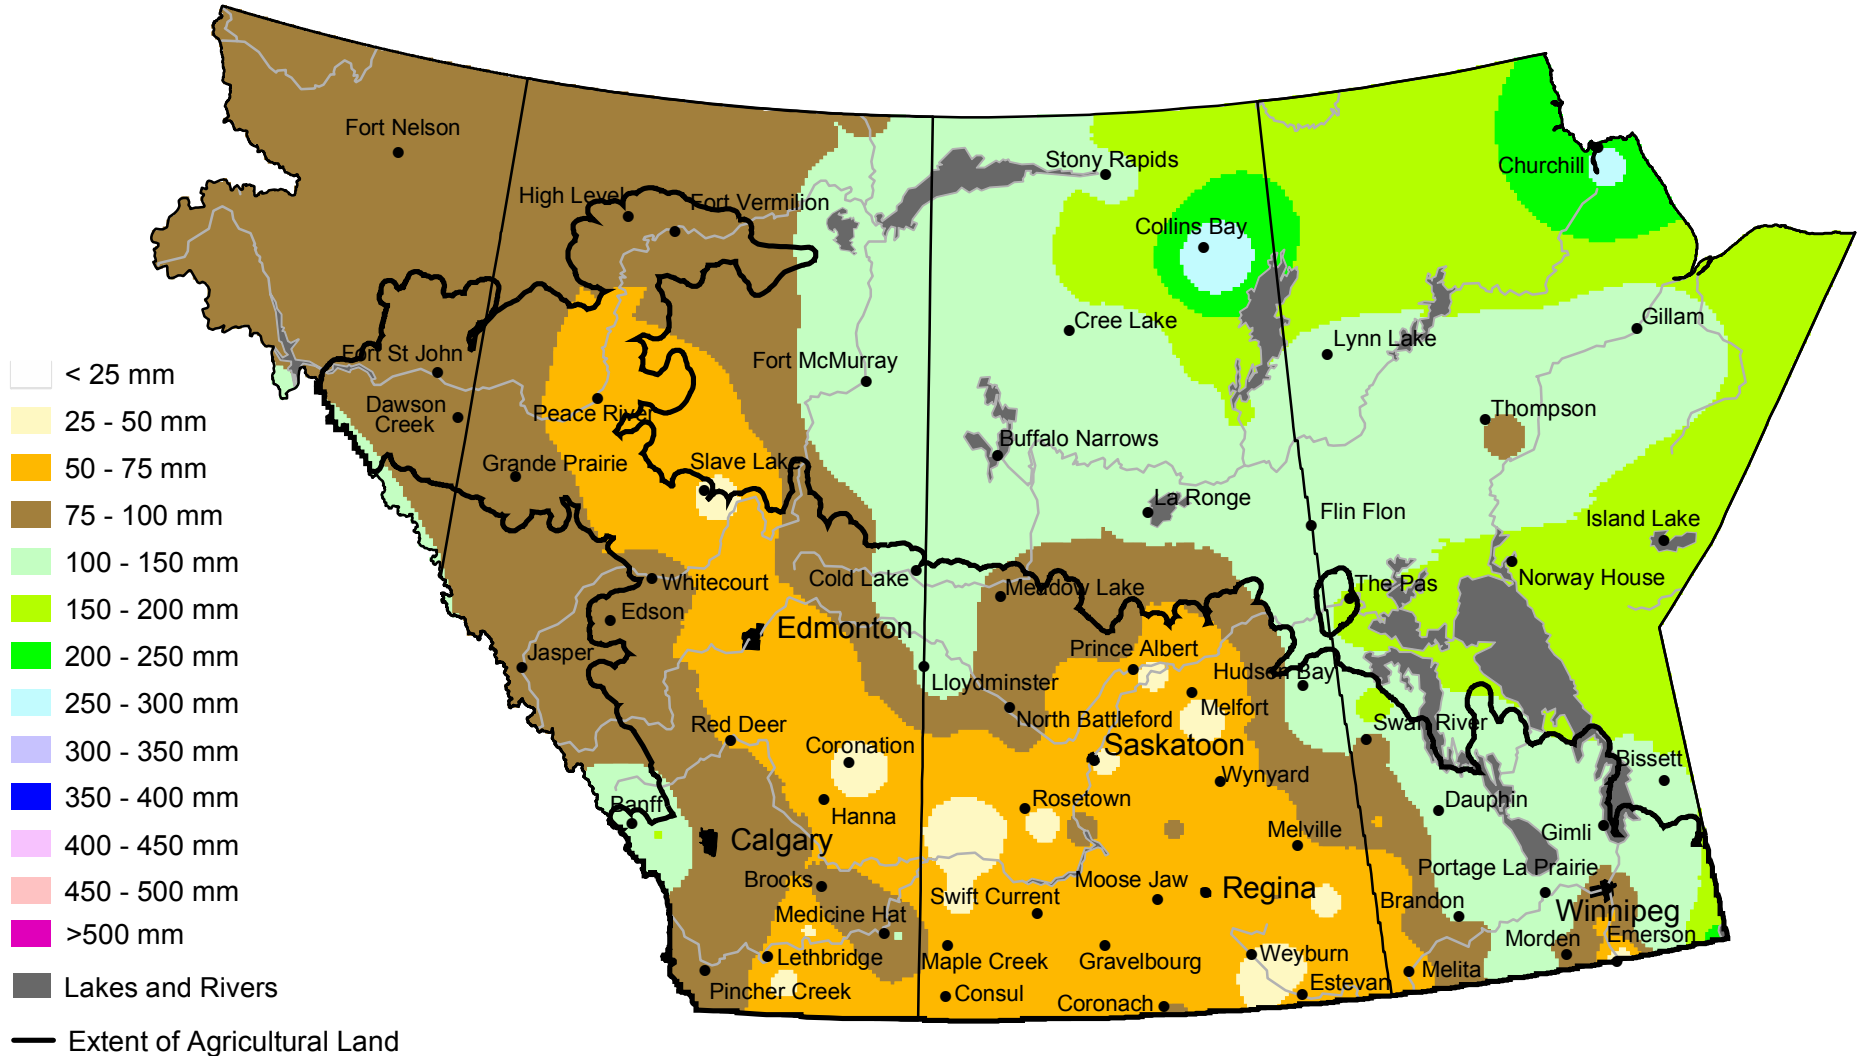 Fort Nelson
Stony Rapids
Churchill
High Level
Fort Vermilion
Collins Bay
Cree Lake
Gillam
Lynn Lake
Fort St John
Fort McMurray
Dawson
Creek
Peace River
Thompson
Buffalo Narrows
Grande Prairie
Slave Lake
La Ronge
Flin Flon
Island Lake
Whitecourt
Cold Lake
Meadow Lake
The Pas
Norway House
Edson
Edmonton
Jasper
Prince Albert
Hudson Bay
Lloydminster
Melfort
North Battleford
Swan River
Red Deer
Coronation
Saskatoon
Bissett
Wynyard
Banff
Hanna
Rosetown
Dauphin
Calgary
Melville
Gimli
Portage La Prairie
Brooks
Moose Jaw
Regina
Swift Current
Brandon
Winnipeg
Medicine Hat
Morden
Emerson
Lethbridge
Maple Creek
Gravelbourg
Weyburn
Melita
Pincher Creek
Consul
Coronach
Estevan
< 25 mm
25 - 50 mm
50 - 75 mm
75 - 100 mm
100 - 150 mm
150 - 200 mm
200 - 250 mm
250 - 300 mm
300 - 350 mm
350 - 400 mm
400 - 450 mm
450 - 500 mm
>500 mm
Lakes and Rivers
Extent of Agricultural Land